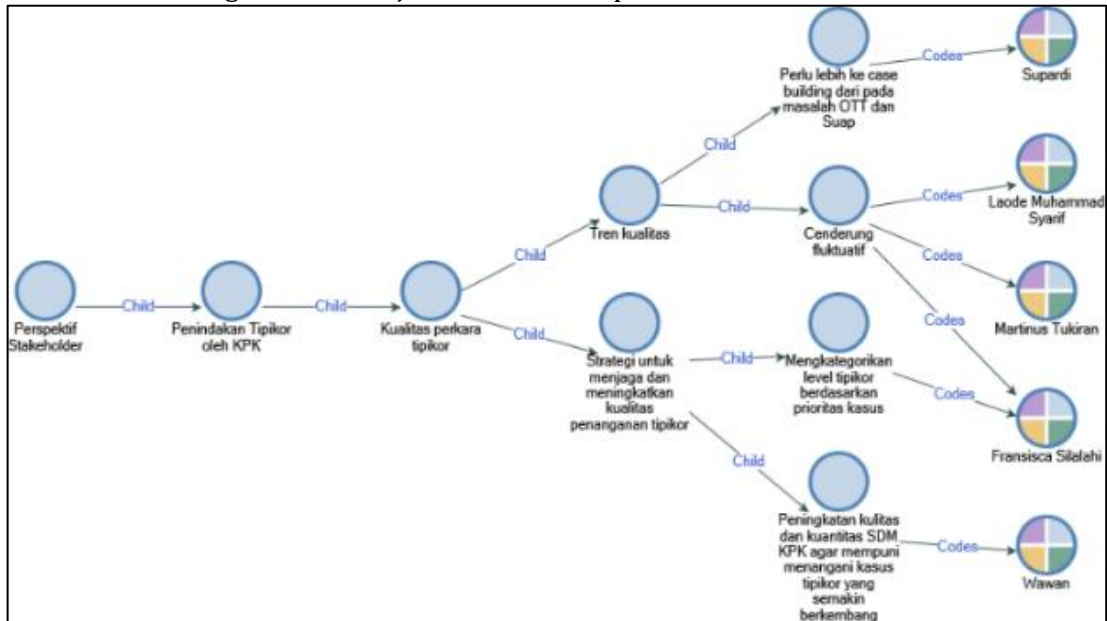 Codes
Perlu lebih ke case
building dari pada
masalah OTT dan
Suap
Supardi
Child
Child
Tren kualitas
Codes
Cenderung
fluktuatif
Laode Muhammad
Syarif
Codes
Martinus Tukiran
Codes
Child
Perspektif
Stakeholder
Child
Penindakan Tipikor
oleh KPK
Child
Kualitas perkara
tipikor
Child
Strategi untuk
menjaga dan
meningkatkan
kualitas
penanganan tipikor
Child
Mengkategorikan
level tipikor
berdasarkan
prioritas kasus
Codes
Fransisca Silalahi
Child
Peningkatan kulitas
dan kuantitas SDM
KPK agar mempuni
menangani kasus
tipikor yang
semakin
berkembang
Codes
Wawan